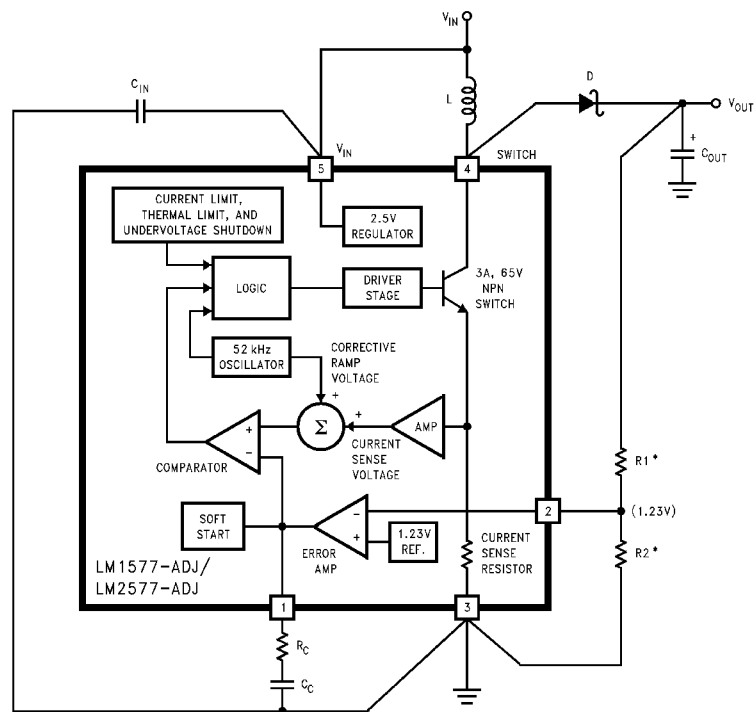 V_IN
C_IN
L
D
V_OUT
V_IN
SWITCH
+
C_OUT
5
4
CURRENT LIMIT,
THERMAL LIMIT, AND
UNDERVOLTAGE SHUTDOWN
2.5V
REGULATOR
3A, 65V
NPN
SWITCH
LOGIC
DRIVER
STAGE
52 kHz
OSCILLATOR
CORRECTIVE
RAMP
VOLTAGE
+
+
Σ
AMP
+
-
COMPARATOR
CURRENT
SENSE
VOLTAGE
R1*
2
(1.23V)
SOFT
START
-
+
ERROR
AMP
1.23V
REF.
CURRENT
SENSE
RESISTOR
R2*
LM1577-ADJ/
LM2577-ADJ
1
3
R_C
C_C